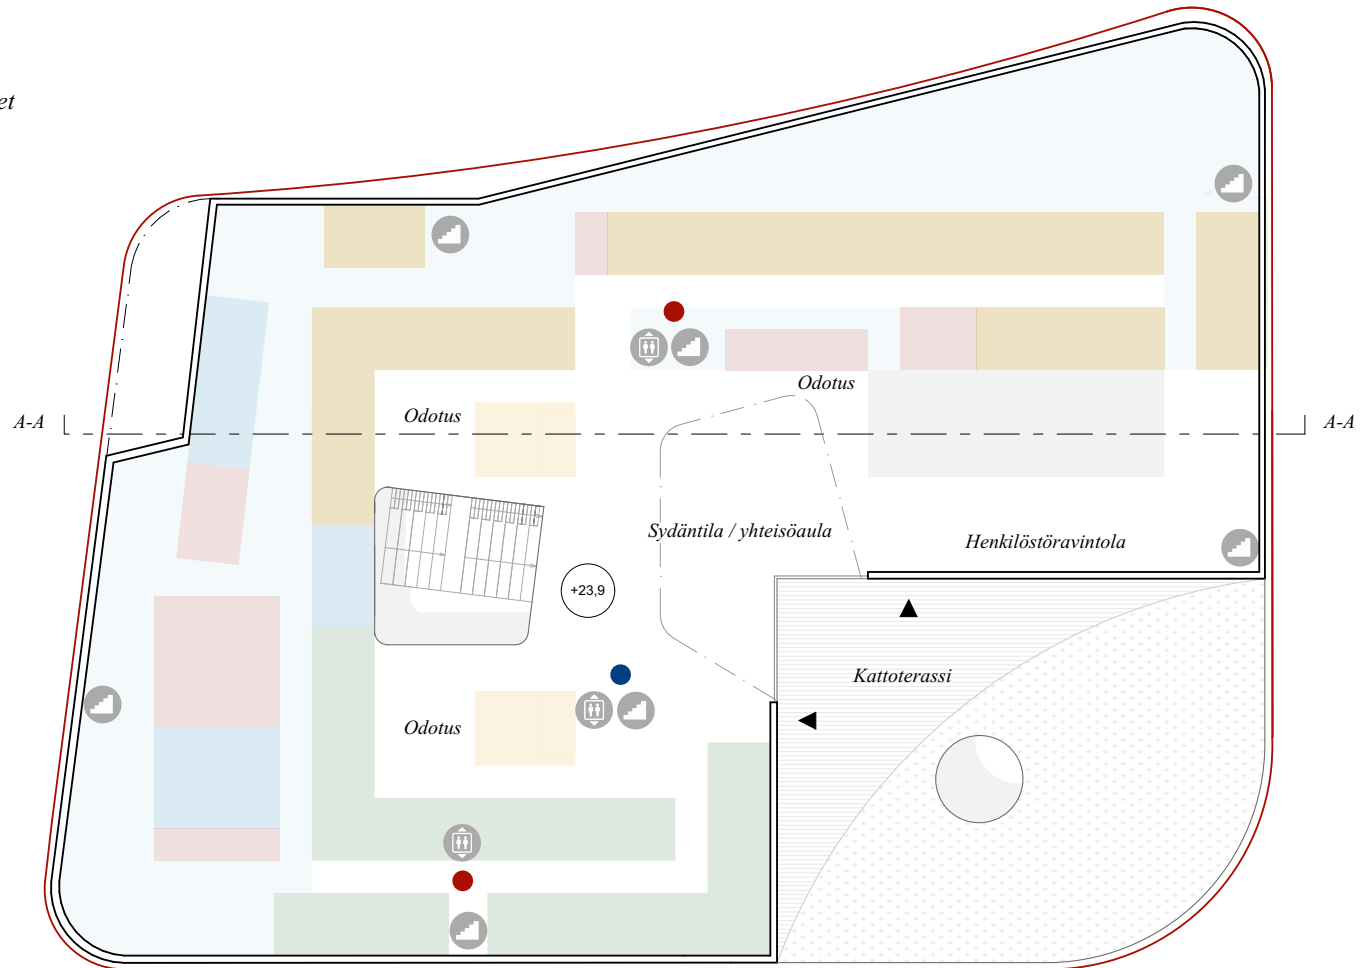 et
Odotus
A-A
Odotus
A-A
Sydäntila / yhteisöaula
Henkilöstöravintola
+23,9
Kattoterassi
Odotus